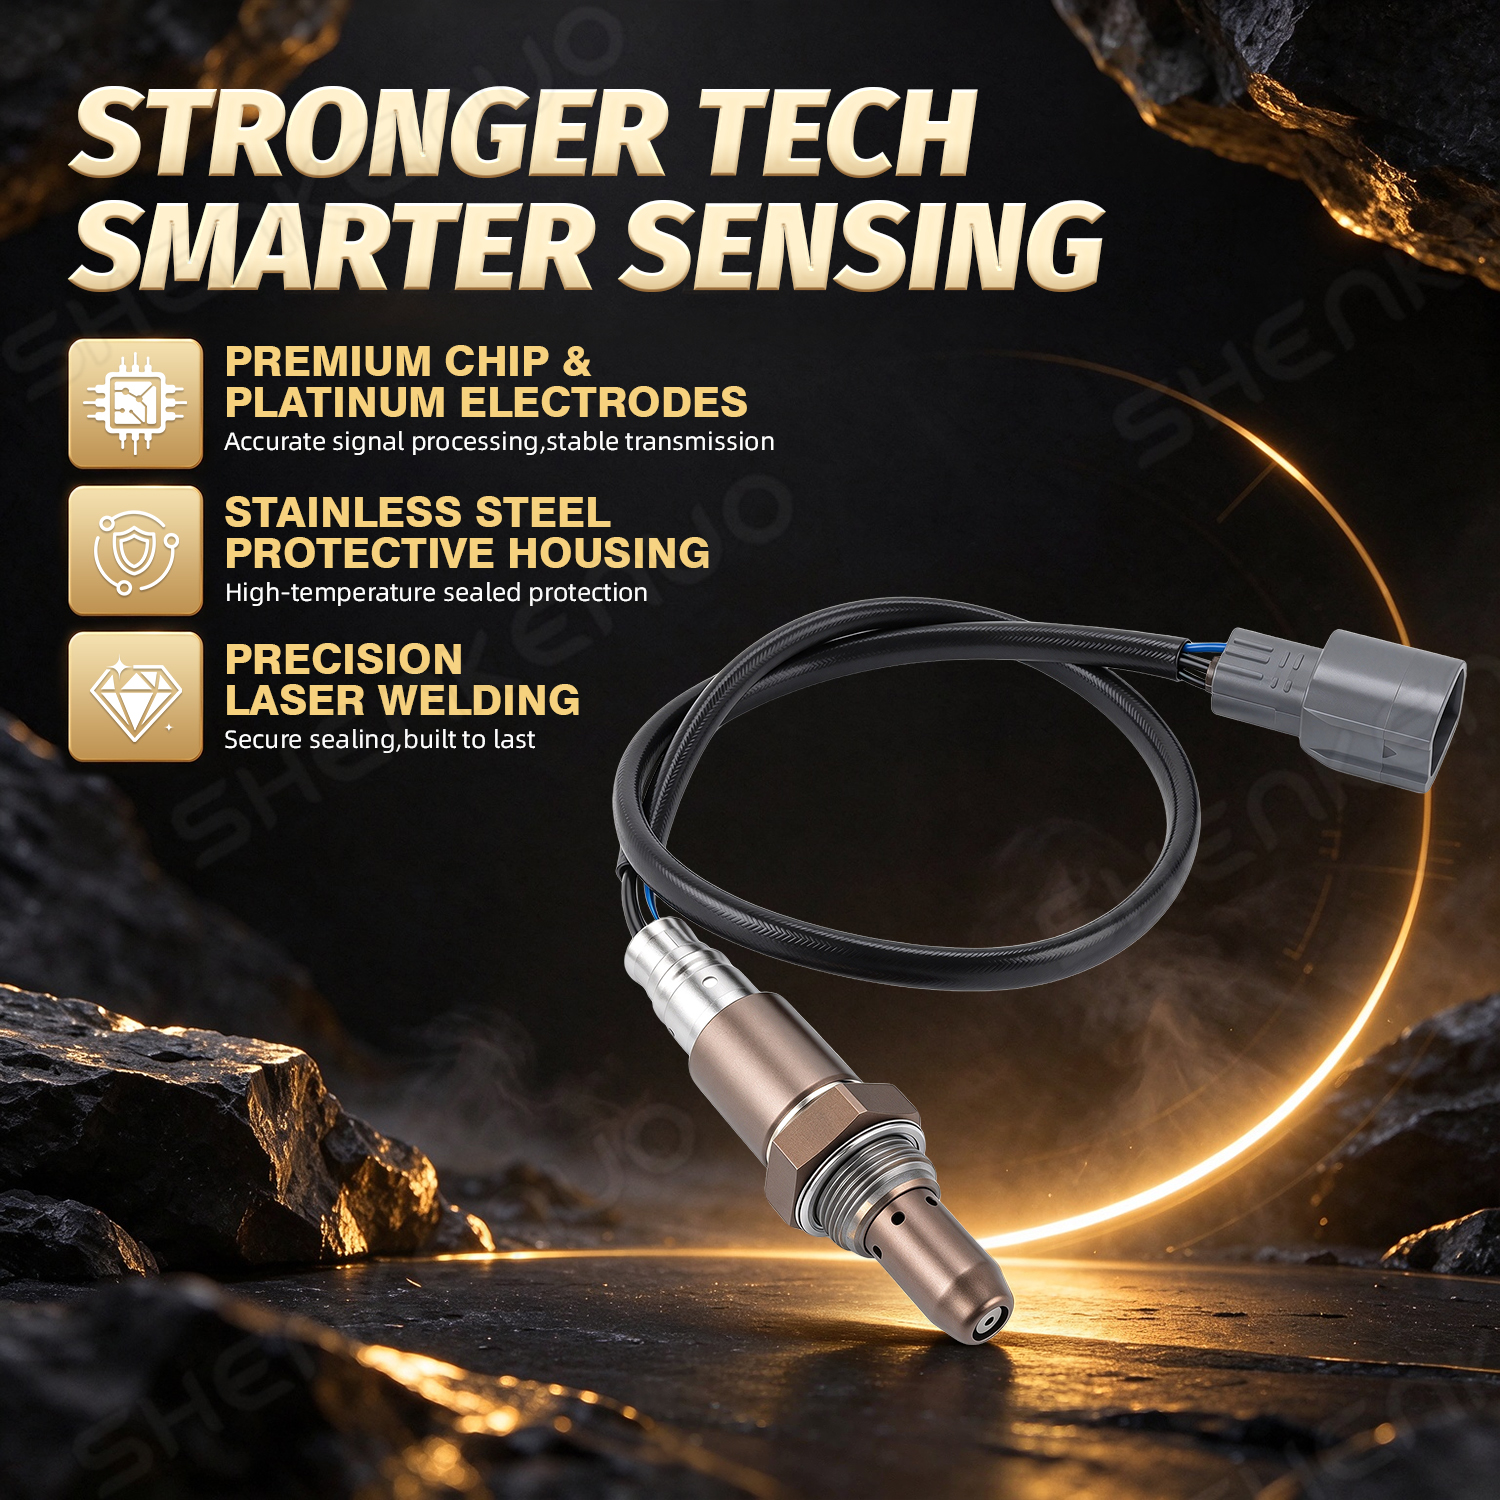 STRONGER TECH
SMARTER SENSING
PREMIUM CHIP &
PLATINUM ELECTRODES
Accurate signal processing,stable transmission
STAINLESS STEEL
PROTECTIVE HOUSING
High-temperature sealed protection
PRECISION
LASER WELDING
Secure sealing,built to last